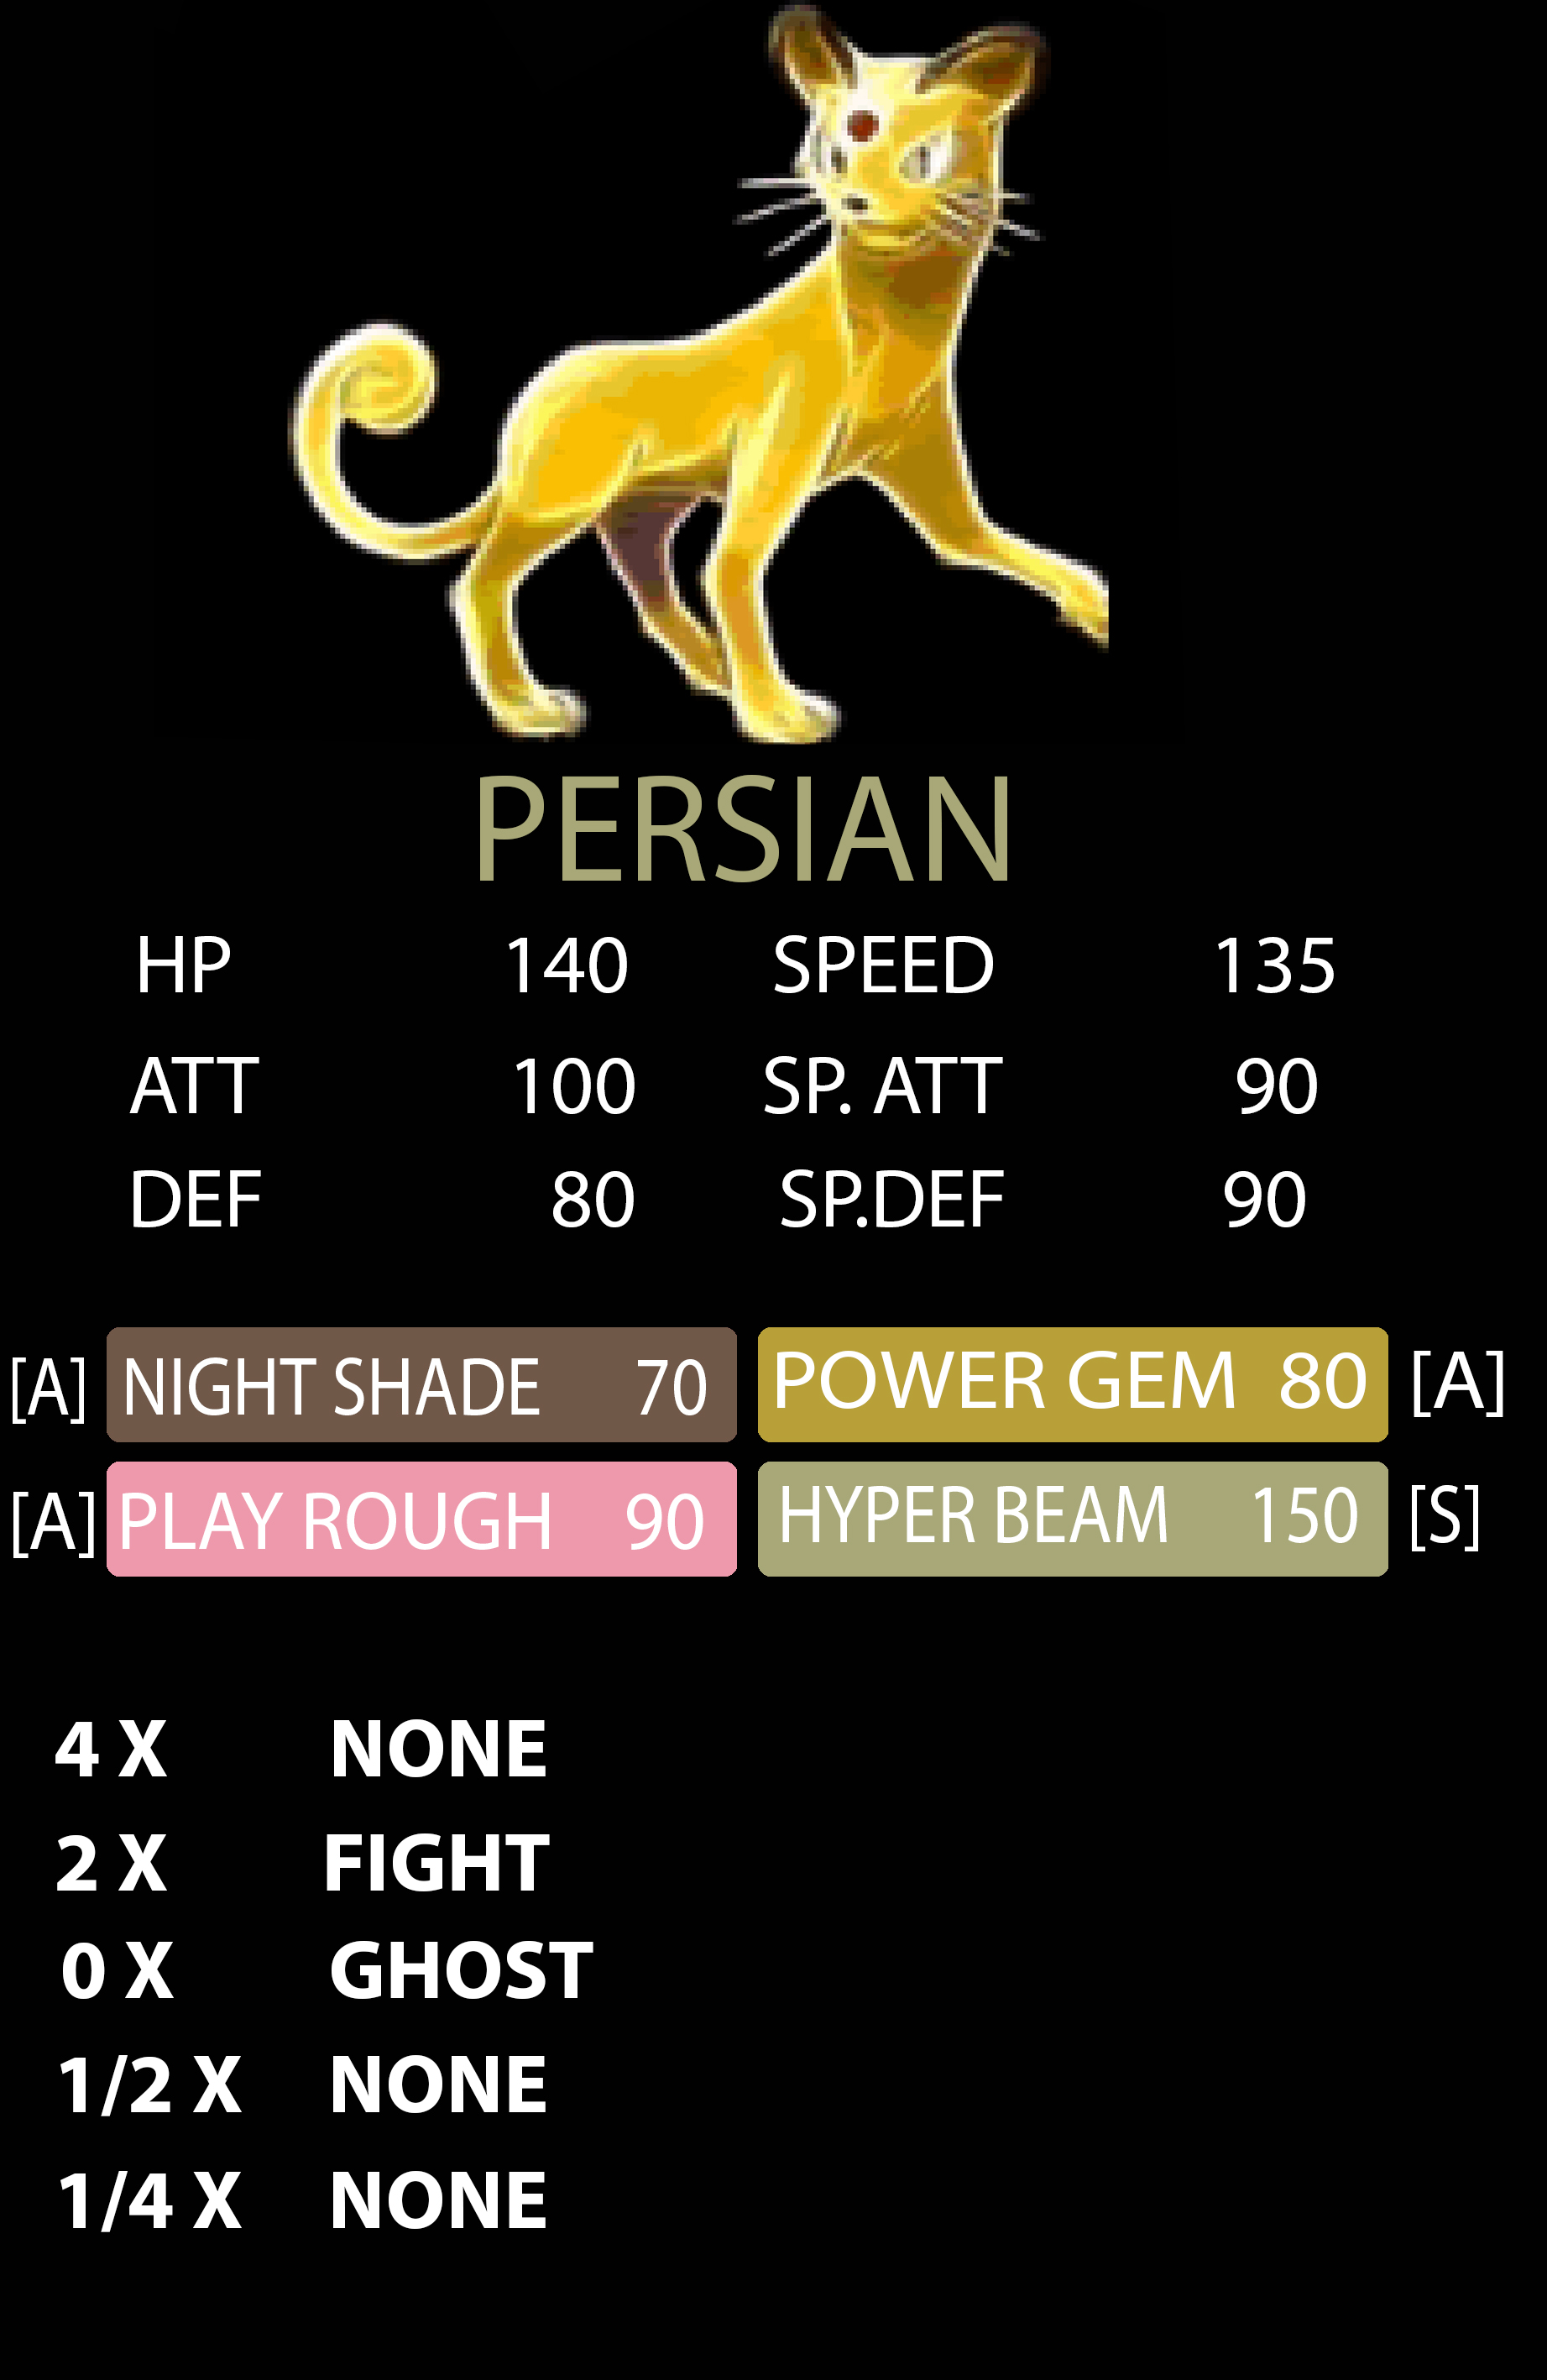 PERSIAN
HP 140 SPEED 135
ATT 100 SP. ATT 90
DEF 80 SP.DEF 90
[A] NIGHT SHADE 70 POWER GEM 80 [A]
[A] PLAY ROUGH 90 HYPER BEAM 150 [S]
4 X NONE
2 X FIGHT
0 X GHOST
1/2 X NONE
1/4 X NONE